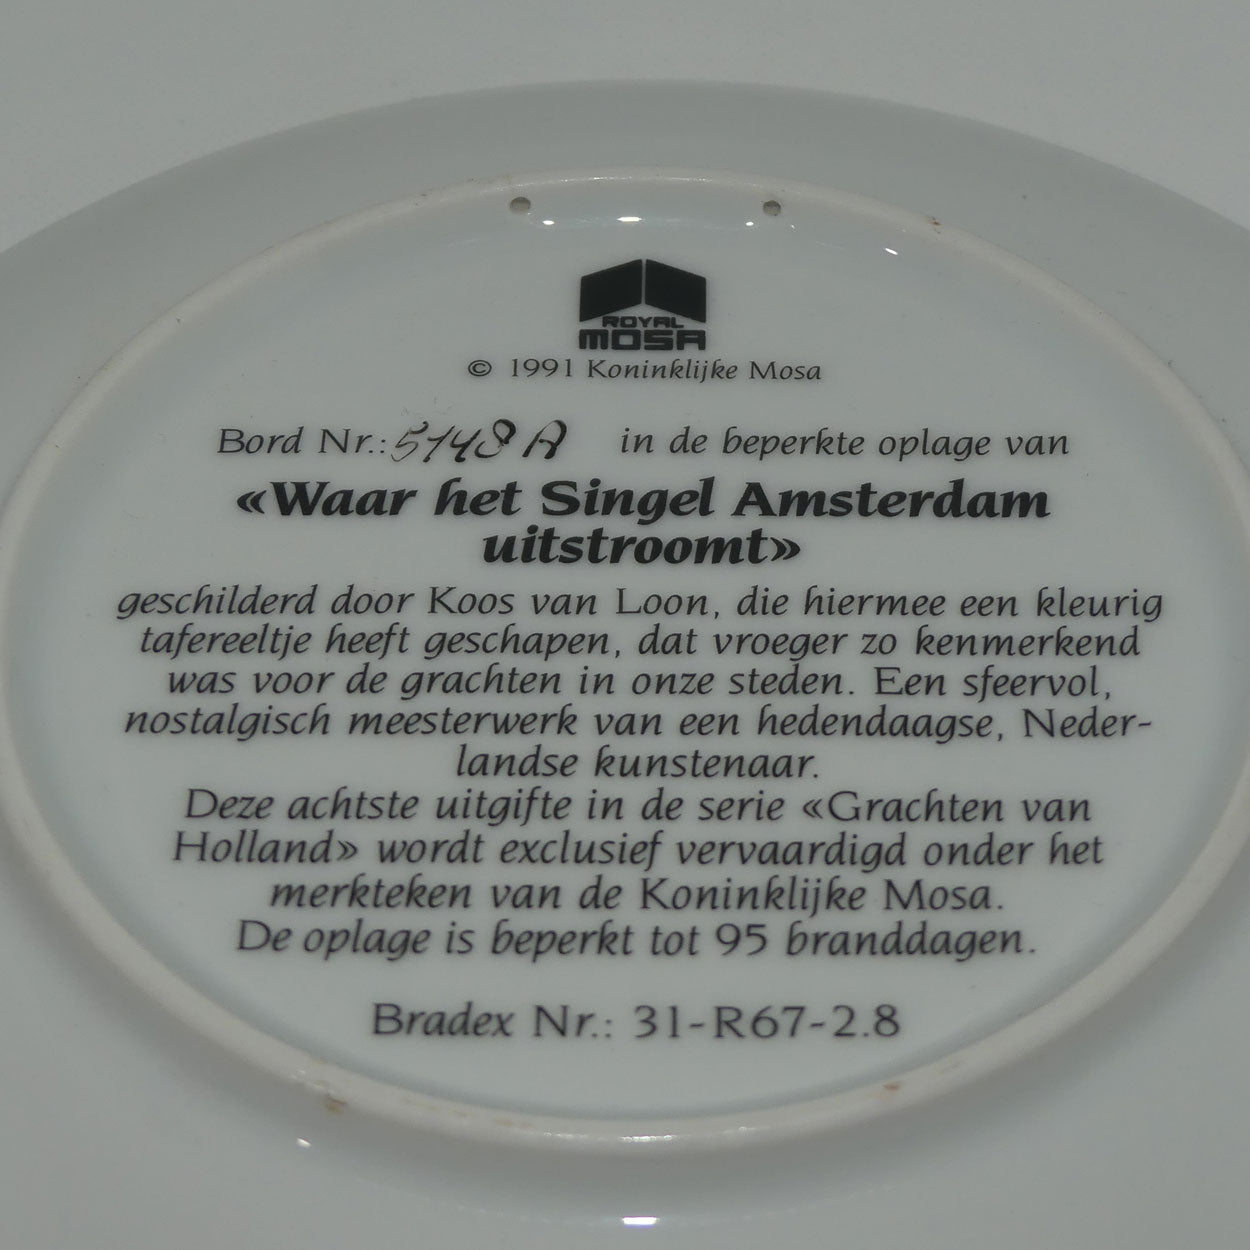 ROYAL
MOSA
© 1991 Koninklijke Mosa
Bord Nr.: 5148 A in de beperkte oplage van
«Waar het Singel Amsterdam
uitstroomt»
geschilderd door Koos van Loon, die hiermee een kleurig
tafereeltje heeft geschapen, dat vroeger zo kenmerkend
was voor de grachten in onze steden. Een sfeervol,
nostalgisch meesterwerk van een hedendaagse, Neder-
landse kunstenaar.
Deze achtste uitgifte in de serie «Grachten van
Holland» wordt exclusief vervaardigd onder het
merkteken van de Koninklijke Mosa.
De oplage is beperkt tot 95 branddagen.
Bradex Nr.: 31-R67-2.8